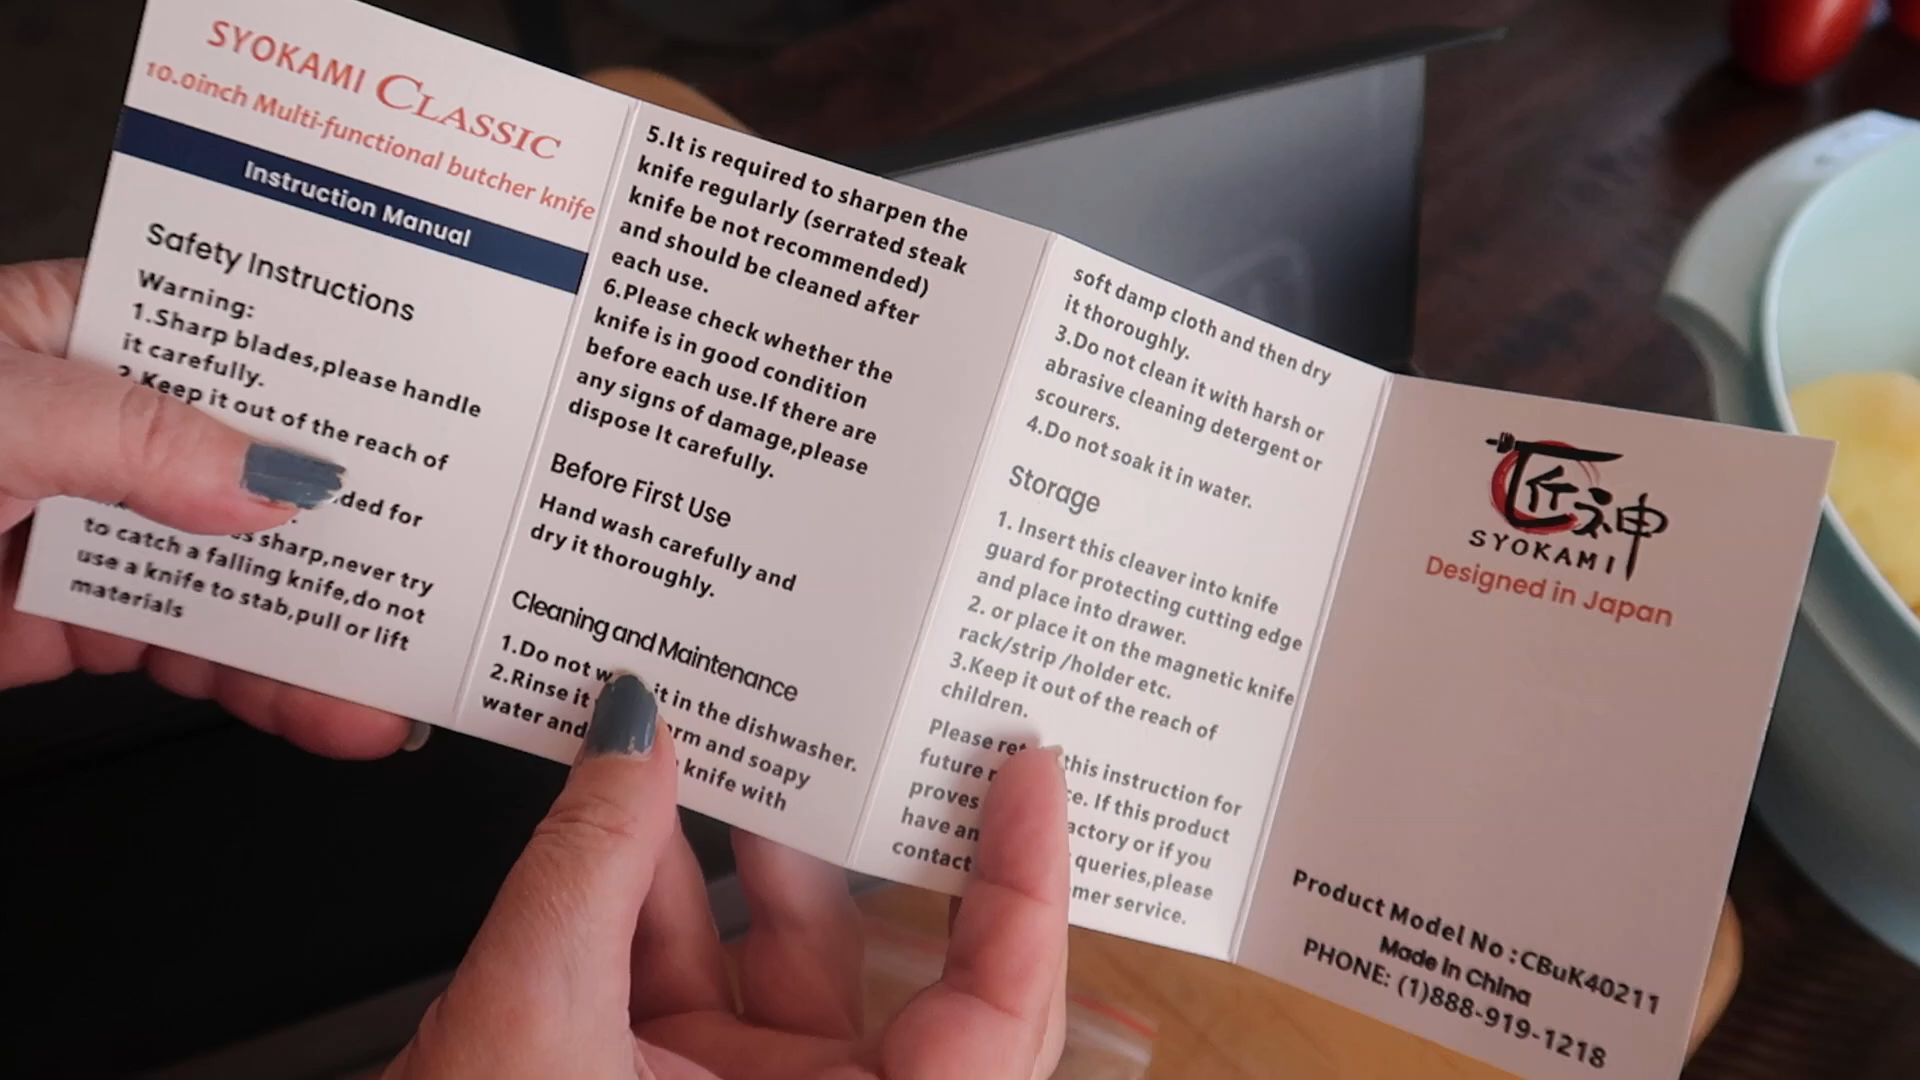 SYOKAMI CLASSIC
10.0inch Multi-functional butcher knife
Instruction Manual
Safety Instructions
Warning:
1.Sharp blades,please handle
it carefully.
2.Keep it out of the reach of
ded for
s sharp,never try
to catch a falling knife,do not
use a knife to stab,pull or lift
materials
5.It is required to sharpen the
knife regularly (serrated steak
knife be not recommended)
and should be cleaned after
each use.
6.Please check whether the
knife is in good condition
before each use.If there are
any signs of damage,please
dispose It carefully.
Before First Use
Hand wash carefully and
dry it thoroughly.
Cleaning and Maintenance
1.Do not w it in the dishwasher.
2.Rinse it rm and soapy
water and knife with
soft damp cloth and then dry
it thoroughly.
3.Do not clean it with harsh or
abrasive cleaning detergent or
scourers.
4.Do not soak it in water.
Storage
1. Insert this cleaver into knife
guard for protecting cutting edge
and place into drawer.
2. or place it on the magnetic knife
rack/strip /holder etc.
3.Keep it out of the reach of
children.
Please ret this instruction for
future r ce. If this product
proves actory or if you
have an queries,please
contact mer service.
匠神
SYOKAMI
Designed in Japan
Product Model No :CBuK40211
Made In China
PHONE: (1)888-919-1218